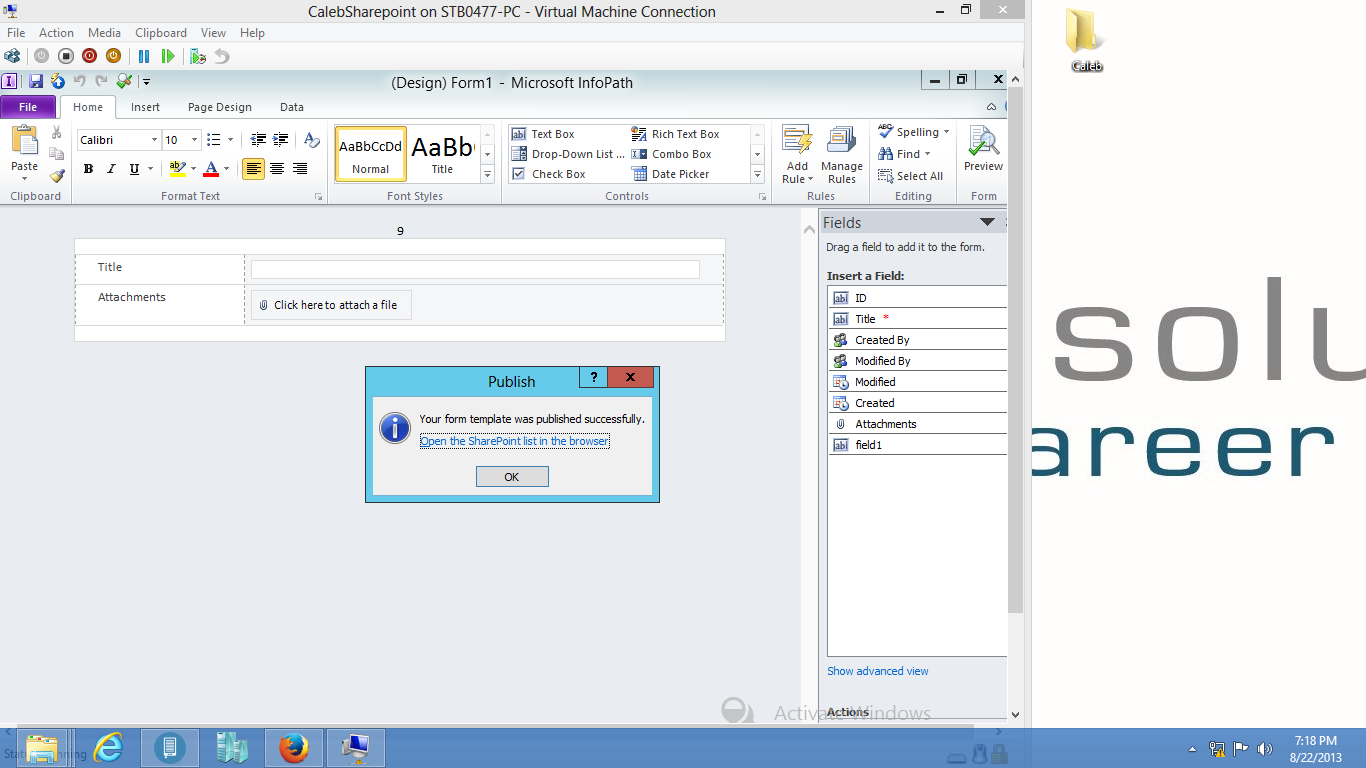 CalebSharepoint on STB0477-PC - Virtual Machine Connection
File Action Media Clipboard View Help
(Design) Form1 - Microsoft InfoPath
File Home Insert Page Design Data
Paste
Clipboard
Calibri 10
B I U
Format Text
AaBbCcDd
Normal
AaBb
Title
Font Styles
Text Box Rich Text Box
Drop-Down List ... Combo Box
Check Box Date Picker
Controls
Add Rule
Manage Rules
Rules
Spelling
Find
Select All
Editing
Preview
Form
9
Title
Attachments Click here to attach a file
Publish
Your form template was published successfully.
Open the SharePoint list in the browser
OK
Fields
Drag a field to add it to the form.
Insert a Field:
ID
Title *
Created By
Modified By
Modified
Created
Attachments
field1
Show advanced view
Actions
Activate Windows
Caleb
solu
areer
7:18 PM
8/22/2013